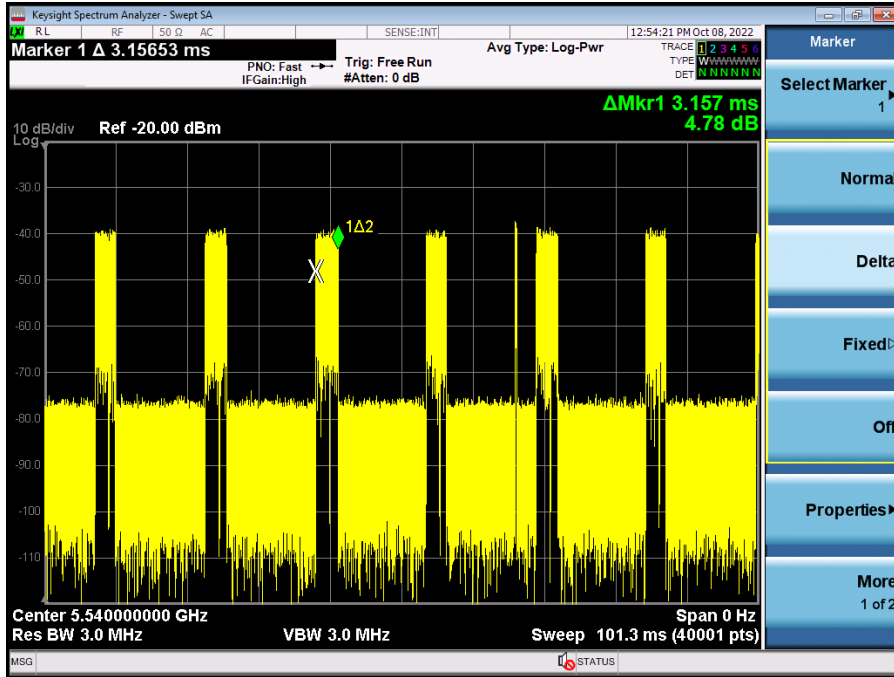 Keysight Spectrum Analyzer - Swept SA
LXI RL RF 50 Ω AC SENSE:INT 12:54:21 PM Oct 08, 2022
Marker 1 Δ 3.15653 ms
Avg Type: Log-Pwr
TRACE 1 2 3 4 5 6
PNO: Fast Trig: Free Run
TYPE WWWWWW
IFGain:High #Atten: 0 dB
DET N N N N N N
ΔMkr1 3.157 ms
4.78 dB
10 dB/div Ref -20.00 dBm
Log
1Δ2
X
-30.0
-40.0
-50.0
-60.0
-70.0
-80.0
-90.0
-100
-110
Center 5.540000000 GHz Span 0 Hz
Res BW 3.0 MHz VBW 3.0 MHz Sweep 101.3 ms (40001 pts)
MSG STATUS
Marker
Select Marker
1
Norma
Delta
Fixed
Off
Properties
More
1 of 2